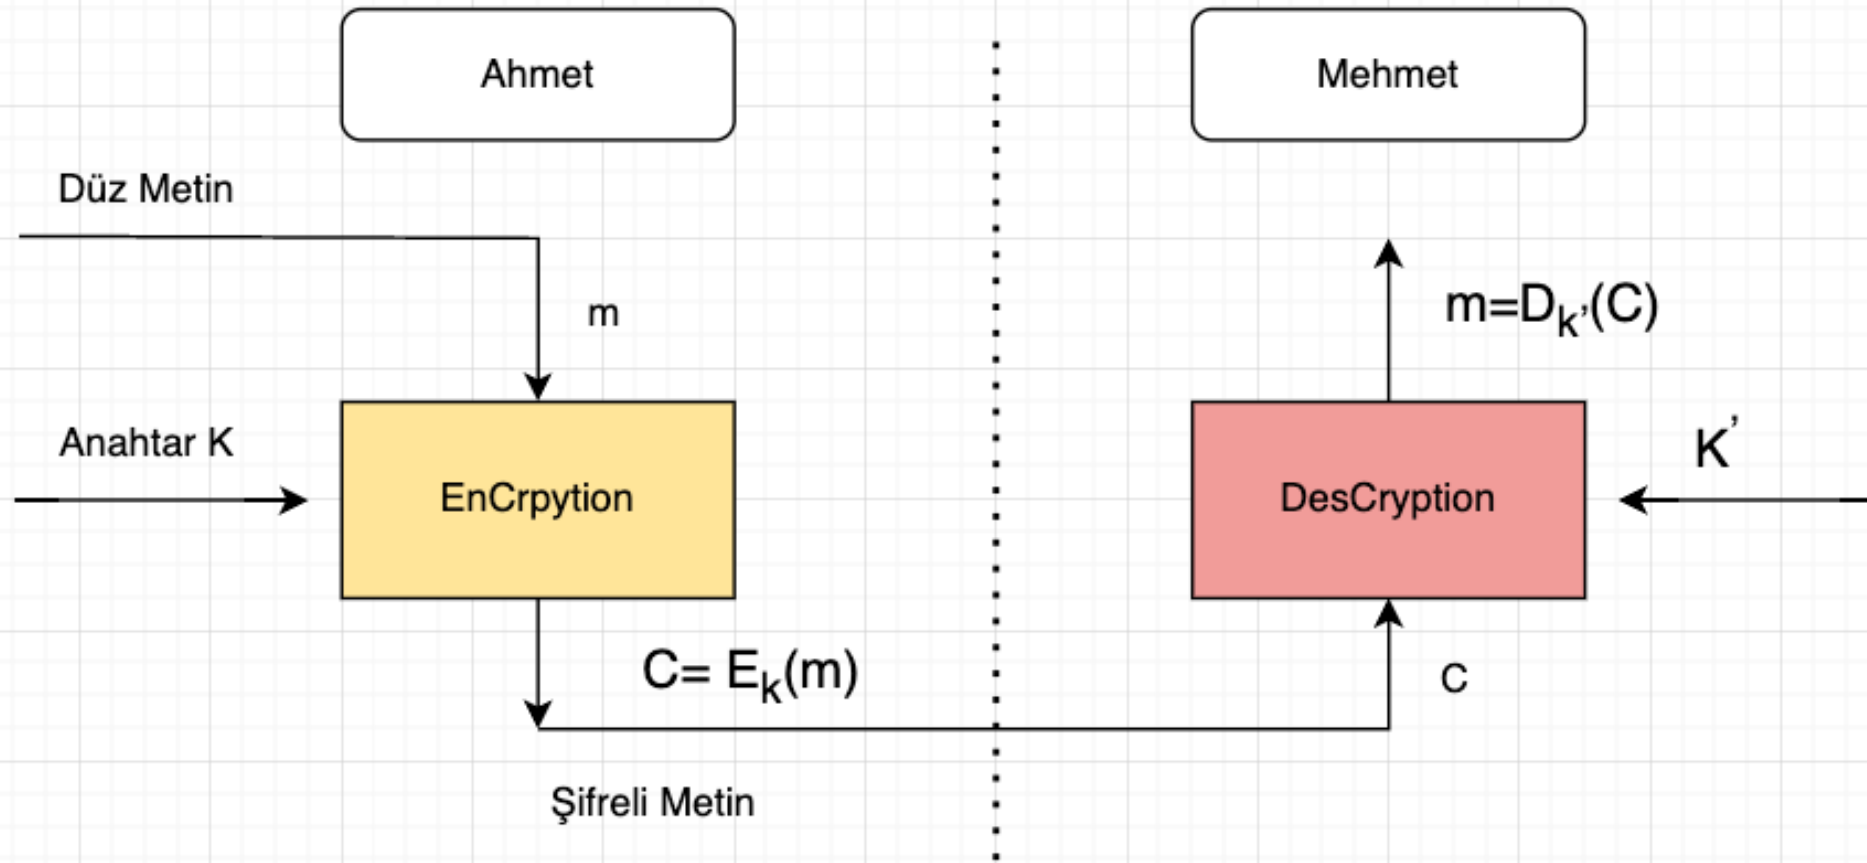 Ahmet
Mehmet
Düz Metin
m
m=Dk’(C)
Anahtar K
K’
EnCrpytion
DesCryption
C= Ek(m)
C
Şifreli Metin